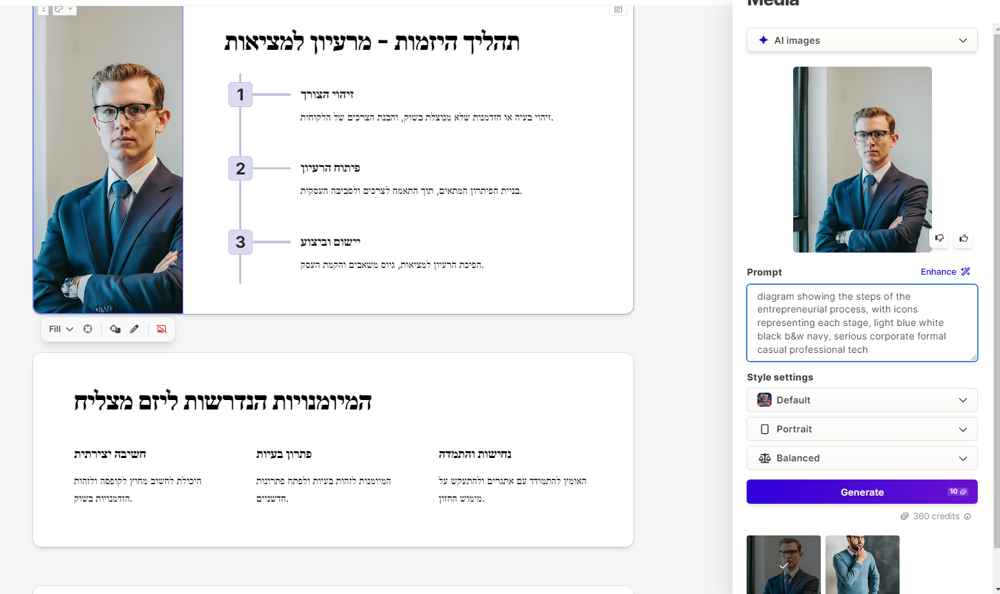 תהליך היזמות - מרעיון למציאות
1
זיהוי הצורך
זיהוי בעיה או הזדמנות שלא מנוצלת בשוק, והבנת הצרכים של הלקוחות.
2
פיתוח הרעיון
בניית הפיתרון המתאים, תוך התאמה לצרכים ולסביבה העסקית.
3
יישום וביצוע
הפיכת הרעיון למציאות, גיוס משאבים והקמת העסק.
Fill
המיומנויות הנדרשות ליזם מצליח
חשיבה יצירתית
היכולת לחשוב מחוץ לקופסה ולזהות
הזדמנויות בשוק.
פתרון בעיות
המיומנות לזהות בעיות ולפתח פתרונות
חדשניים.
נחישות והתמדה
האומץ להתמודד עם אתגרים ולהתעקש על
מימוש החזון.
Media
AI images
Prompt
Enhance
diagram showing the steps of the
entrepreneurial process, with icons
representing each stage, light blue white
black b&w navy, serious corporate formal
casual professional tech
Style settings
Default
Portrait
Balanced
Generate
10
360 credits